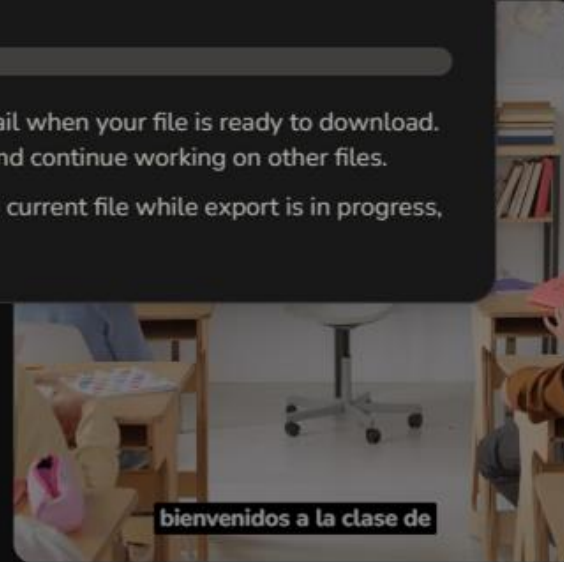 ail when your file is ready to download.
nd continue working on other files.
current file while export is in progress,
bienvenidos a la clase de